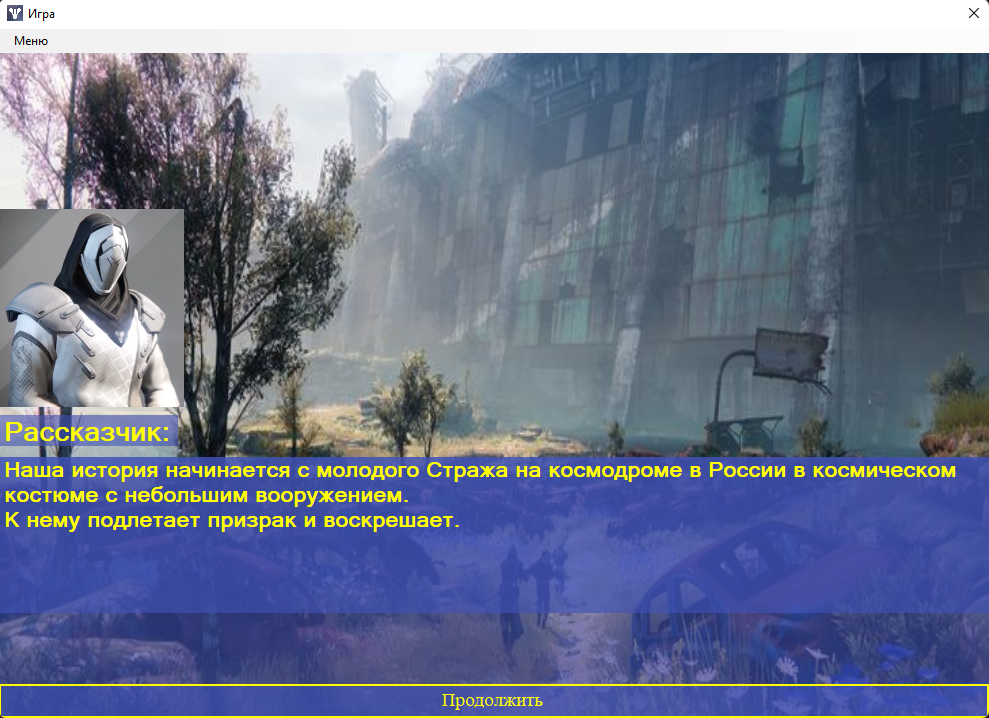 Игра
Меню
Рассказчик:
Наша история начинается с молодого Стража на космодроме в России в космическом
костюме с небольшим вооружением.
К нему подлетает призрак и воскрешает.
Продолжить